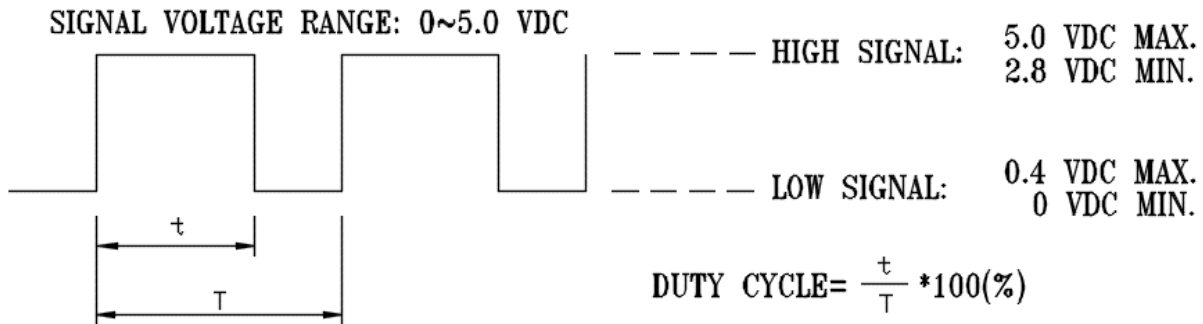 SIGNAL VOLTAGE RANGE: 0~5.0 VDC
HIGH SIGNAL: 5.0 VDC MAX.
2.8 VDC MIN.
LOW SIGNAL: 0.4 VDC MAX.
0 VDC MIN.
t
T
DUTY CYCLE= t/T *100(%)